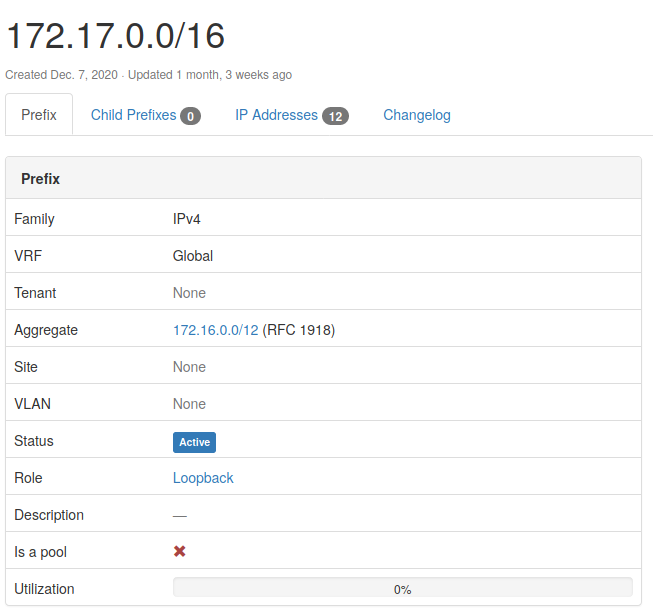 172.17.0.0/16
Created Dec. 7, 2020 · Updated 1 month, 3 weeks ago
Prefix Child Prefixes 0 IP Addresses 12 Changelog
Prefix
Family IPv4
VRF Global
Tenant None
Aggregate 172.16.0.0/12 (RFC 1918)
Site None
VLAN None
Status Active
Role Loopback
Description —
Is a pool ✖
Utilization 0%